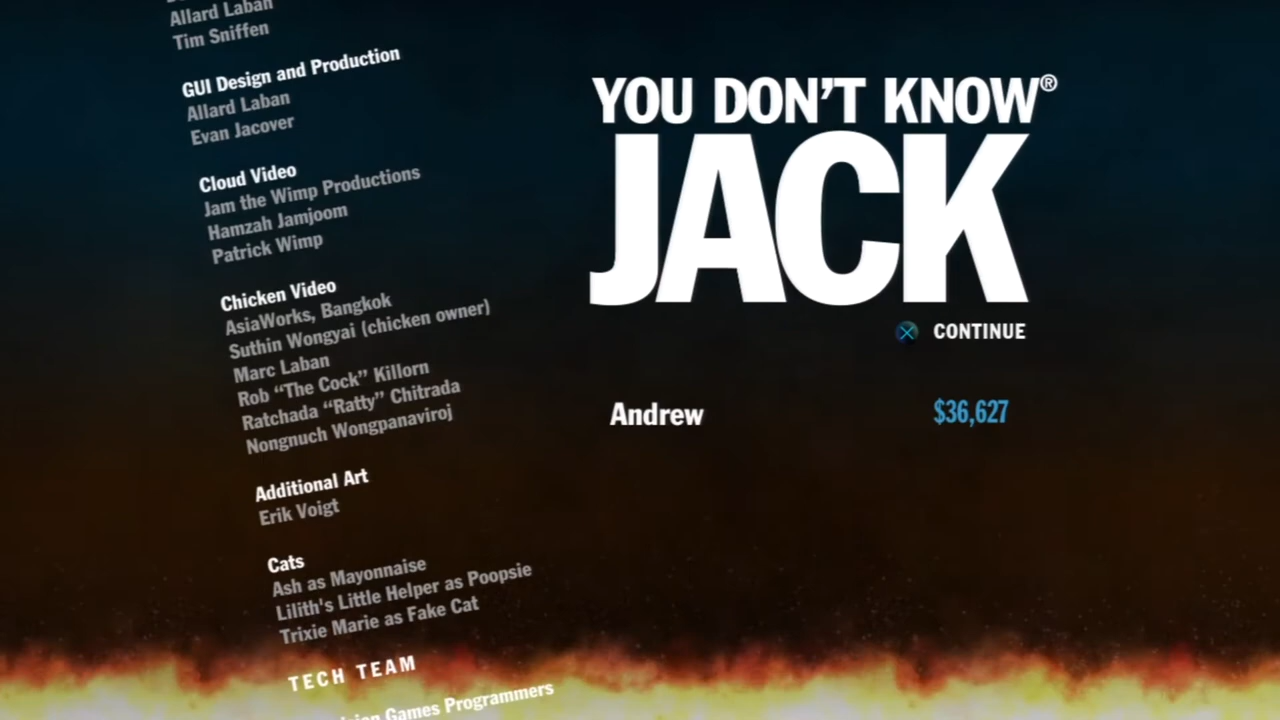 Allard Laban
Tim Sniffen
GUI Design and Production
Allard Laban
Evan Jacover
Cloud Video
Jam the Wimp Productions
Hamzah Jamjoom
Patrick Wimp
Chicken Video
AsiaWorks, Bangkok
Suthin Wongyai (chicken owner)
Marc Laban
Rob “The Cock” Killorn
Ratchada “Ratty” Chitrada
Nongnuch Wongpanaviroj
Additional Art
Erik Voigt
Cats
Ash as Mayonnaise
Lilith's Little Helper as Poopsie
Trixie Marie as Fake Cat
TECH TEAM
Games Programmers
YOU DON’T KNOW®
JACK
CONTINUE
Andrew $36,627